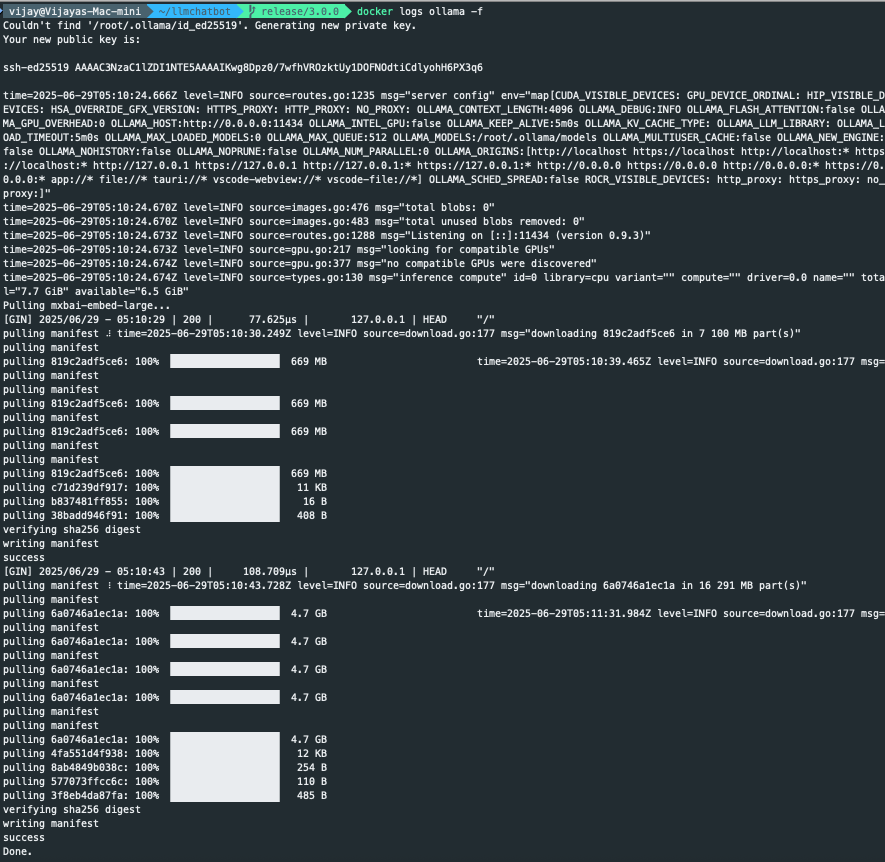 vijay@Vijayas-Mac-mini ~/llmchatbot release/3.0.0 docker logs ollama -f
Couldn't find '/root/.ollama/id_ed25519'. Generating new private key.
Your new public key is:
ssh-ed25519 AAAAC3NzaC1lZDI1NTE5AAAAIKwg8Dpz0/7wfhVROzktUy1DOFNOdtiCdlyohH6PX3q6
time=2025-06-29T05:10:24.666Z level=INFO source=routes.go:1235 msg="server config" env="map[CUDA_VISIBLE_DEVICES: GPU_DEVICE_ORDINAL: HIP_VISIBLE_D
EVICES: HSA_OVERRIDE_GFX_VERSION: HTTPS_PROXY: HTTP_PROXY: NO_PROXY: OLLAMA_CONTEXT_LENGTH:4096 OLLAMA_DEBUG:INFO OLLAMA_FLASH_ATTENTION:false OLLA
MA_GPU_OVERHEAD:0 OLLAMA_HOST:http://0.0.0.0:11434 OLLAMA_INTEL_GPU:false OLLAMA_KEEP_ALIVE:5m0s OLLAMA_KV_CACHE_TYPE: OLLAMA_LLM_LIBRARY: OLLAMA_L
OAD_TIMEOUT:5m0s OLLAMA_MAX_LOADED_MODELS:0 OLLAMA_MAX_QUEUE:512 OLLAMA_MODELS:/root/.ollama/models OLLAMA_MULTIUSER_CACHE:false OLLAMA_NEW_ENGINE:
false OLLAMA_NOHISTORY:false OLLAMA_NOPRUNE:false OLLAMA_NUM_PARALLEL:0 OLLAMA_ORIGINS:[http://localhost https://localhost http://localhost:* https
://localhost:* http://127.0.0.1 https://127.0.0.1 http://127.0.0.1:* https://127.0.0.1:* http://0.0.0.0 https://0.0.0.0 http://0.0.0.0:* https://0.
0.0.0:* app://* file://* tauri://* vscode-webview://* vscode-file://*] OLLAMA_SCHED_SPREAD:false ROCR_VISIBLE_DEVICES: http_proxy: https_proxy: no_
proxy:]"
time=2025-06-29T05:10:24.670Z level=INFO source=images.go:476 msg="total blobs: 0"
time=2025-06-29T05:10:24.670Z level=INFO source=images.go:483 msg="total unused blobs removed: 0"
time=2025-06-29T05:10:24.673Z level=INFO source=routes.go:1288 msg="Listening on [::]:11434 (version 0.9.3)"
time=2025-06-29T05:10:24.673Z level=INFO source=gpu.go:217 msg="looking for compatible GPUs"
time=2025-06-29T05:10:24.674Z level=INFO source=gpu.go:377 msg="no compatible GPUs were discovered"
time=2025-06-29T05:10:24.674Z level=INFO source=types.go:130 msg="inference compute" id=0 library=cpu variant="" compute="" driver=0.0 name="" tota
l="7.7 GiB" available="6.5 GiB"
Pulling mxbai-embed-large...
[GIN] 2025/06/29 - 05:10:29 | 200 | 77.625µs | 127.0.0.1 | HEAD "/"
pulling manifest ⠼ time=2025-06-29T05:10:30.249Z level=INFO source=download.go:177 msg="downloading 819c2adf5ce6 in 7 100 MB part(s)"
pulling manifest
pulling 819c2adf5ce6: 100% 669 MB time=2025-06-29T05:10:39.465Z level=INFO source=download.go:177 msg=
pulling manifest
pulling manifest
pulling 819c2adf5ce6: 100% 669 MB
pulling manifest
pulling 819c2adf5ce6: 100% 669 MB
pulling manifest
pulling manifest
pulling 819c2adf5ce6: 100% 669 MB
pulling c71d239df917: 100% 11 KB
pulling b837481ff855: 100% 16 B
pulling 38badd946f91: 100% 408 B
verifying sha256 digest
writing manifest
success
[GIN] 2025/06/29 - 05:10:43 | 200 | 108.709µs | 127.0.0.1 | HEAD "/"
pulling manifest ⠸ time=2025-06-29T05:10:43.728Z level=INFO source=download.go:177 msg="downloading 6a0746a1ec1a in 16 291 MB part(s)"
pulling manifest
pulling 6a0746a1ec1a: 100% 4.7 GB time=2025-06-29T05:11:31.984Z level=INFO source=download.go:177 msg=
pulling manifest
pulling 6a0746a1ec1a: 100% 4.7 GB
pulling manifest
pulling 6a0746a1ec1a: 100% 4.7 GB
pulling manifest
pulling 6a0746a1ec1a: 100% 4.7 GB
pulling manifest
pulling manifest
pulling 6a0746a1ec1a: 100% 4.7 GB
pulling 4fa551d4f938: 100% 12 KB
pulling 8ab4849b038c: 100% 254 B
pulling 577073ffcc6c: 100% 110 B
pulling 3f8eb4da87fa: 100% 485 B
verifying sha256 digest
writing manifest
success
Done.